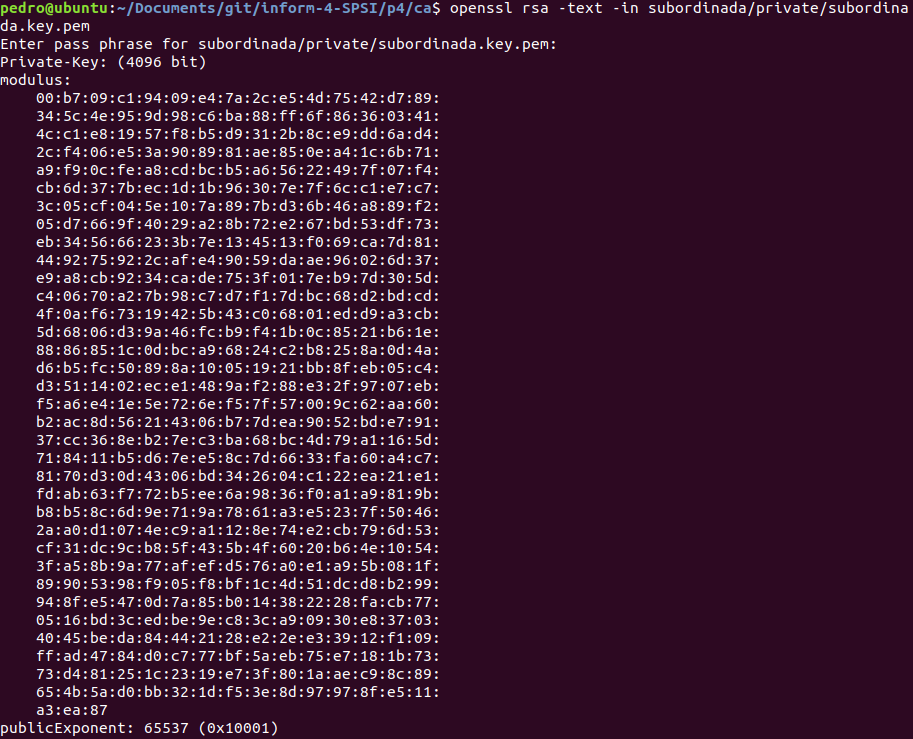 pedro@ubuntu:~/Documents/git/inform-4-SPSI/p4/ca$ openssl rsa -text -in subordinada/private/subordina
da.key.pem
Enter pass phrase for subordinada/private/subordinada.key.pem:
Private-Key: (4096 bit)
modulus:
00:b7:09:c1:94:09:e4:7a:2c:e5:4d:75:42:d7:89:
34:5c:4e:95:9d:98:c6:ba:88:ff:6f:86:36:03:41:
4c:c1:e8:19:57:f8:b5:d9:31:2b:8c:e9:dd:6a:d4:
2c:f4:06:e5:3a:90:89:81:ae:85:0e:a4:1c:6b:71:
a9:f9:0c:fe:a8:cd:bc:b5:a6:56:22:49:7f:07:f4:
cb:6d:37:7b:ec:1d:1b:96:30:7e:7f:6c:c1:e7:c7:
3c:05:cf:04:5e:10:7a:89:7b:d3:6b:46:a8:89:f2:
05:d7:66:9f:40:29:a2:8b:72:e2:67:bd:53:df:73:
eb:34:56:66:23:3b:7e:13:45:13:f0:69:ca:7d:81:
44:92:75:92:2c:af:e4:90:59:da:ae:96:02:6d:37:
e9:a8:cb:92:34:ca:de:75:3f:01:7e:b9:7d:30:5d:
c4:06:70:a2:7b:98:c7:d7:f1:7d:bc:68:d2:bd:cd:
4f:0a:f6:73:19:42:5b:43:c0:68:01:ed:d9:a3:cb:
5d:68:06:d3:9a:46:fc:b9:f4:1b:0c:85:21:b6:1e:
88:86:85:1c:0d:bc:a9:68:24:c2:b8:25:8a:0d:4a:
d6:b5:fc:50:89:8a:10:05:19:21:bb:8f:eb:05:c4:
d3:51:14:02:ec:e1:48:9a:f2:88:e3:2f:97:07:eb:
f5:a6:e4:1e:5e:72:6e:f5:7f:57:00:9c:62:aa:60:
b2:ac:8d:56:21:43:06:b7:7d:ea:90:52:bd:e7:91:
37:cc:36:8e:b2:7e:c3:ba:68:bc:4d:79:a1:16:5d:
71:84:11:b5:d6:7e:e5:8c:7d:66:33:fa:60:a4:c7:
81:70:d3:0d:43:06:bd:34:26:04:c1:22:ea:21:e1:
fd:ab:63:f7:72:b5:ee:6a:98:36:f0:a1:a9:81:9b:
b8:b5:8c:6d:9e:71:9a:78:61:a3:e5:23:7f:50:46:
2a:a0:d1:07:4e:c9:a1:12:8e:74:e2:cb:79:6d:53:
cf:31:dc:9c:b8:5f:43:5b:4f:60:20:b6:4e:10:54:
3f:a5:8b:9a:77:af:ef:d5:76:a0:e1:a9:5b:08:1f:
89:90:53:98:f9:05:f8:bf:1c:4d:51:dc:d8:b2:99:
94:8f:e5:47:0d:7a:85:b0:14:38:22:28:fa:cb:77:
05:16:bd:3c:ed:be:9e:c8:3c:a9:09:30:e8:37:03:
40:45:be:da:84:44:21:28:e2:2e:e3:39:12:f1:09:
ff:ad:47:84:d0:c7:77:bf:5a:eb:75:e7:18:1b:73:
73:d4:81:25:1c:23:19:e7:3f:80:1a:ae:c9:8c:89:
65:4b:5a:d0:bb:32:1d:f5:3e:8d:97:97:8f:e5:11:
a3:ea:87
publicExponent: 65537 (0x10001)